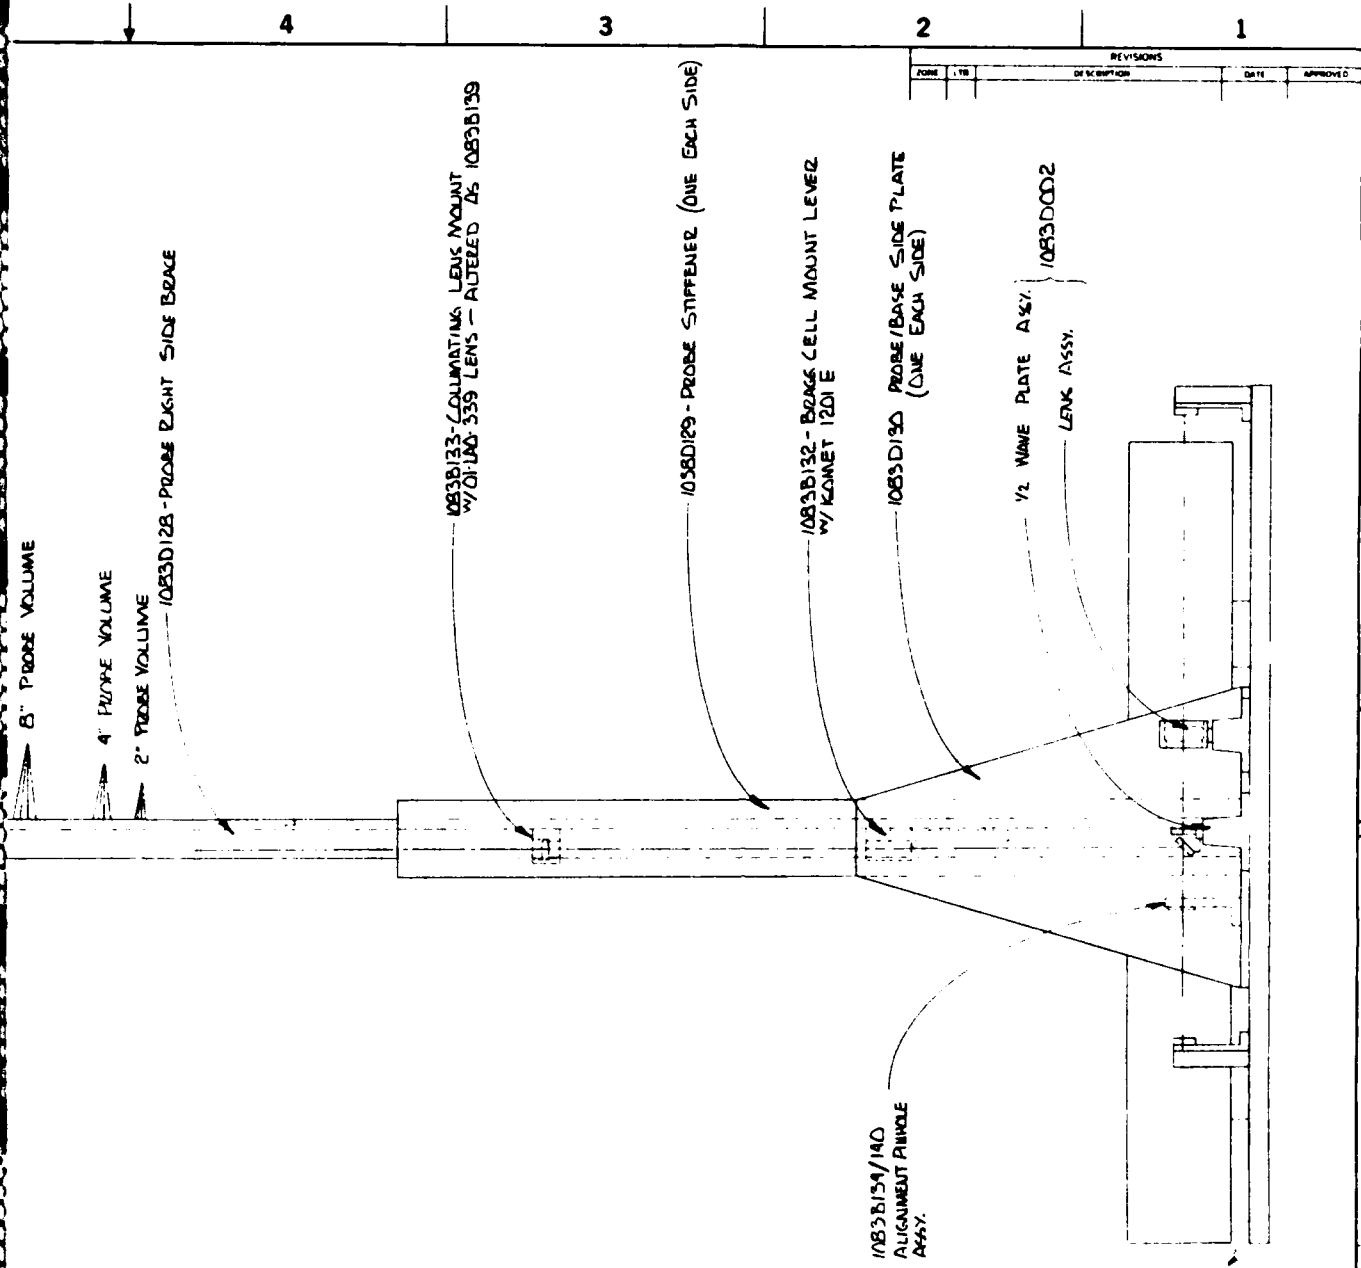 4 3 2 1
REVISIONS
ZONE LTR DESCRIPTION DATE APPROVED
8" PROBE VOLUME
4" PROBE VOLUME
2" PROBE VOLUME
1083D128-PROBE RIGHT SIDE BRACE
1083B133-COLLIMATING LENS MOUNT
W/01-LAO-339 LENS - ALTERED AS 1083B139
1038D129-PROBE STIFFENER (ONE EACH SIDE)
1083B132-BRAGG CELL MOUNT LEVER
W/ KOMET 1201 E
1083D130 PROBE/BASE SIDE PLATE
(ONE EACH SIDE)
1/2 WAVE PLATE ASSY.
LENS ASSY.
1083D002
1083B134/140
ALIGNMENT PINHOLE
ASSY.